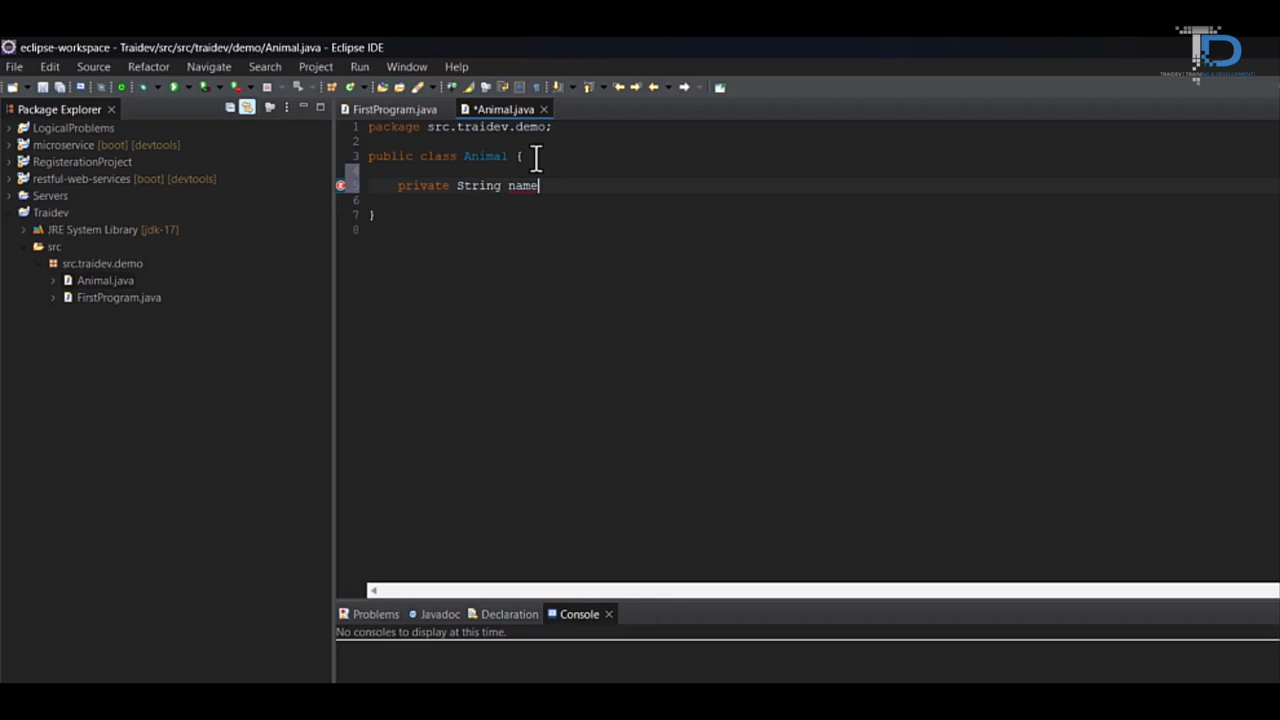 TD
TRAIDEV | TRAINING & DEVELOPMENT
eclipse-workspace - Traidev/src/src/traidev/demo/Animal.java - Eclipse IDE
File Edit Source Refactor Navigate Search Project Run Window Help
Package Explorer
LogicalProblems
microservice [boot] [devtools]
RegisterationProject
restful-web-services [boot] [devtools]
Servers
Traidev
JRE System Library [jdk-17]
src
src.traidev.demo
Animal.java
FirstProgram.java
FirstProgram.java *Animal.java
1 package src.traidev.demo;
2
3 public class Animal {
5 private String name
6
7 }
8
Problems Javadoc Declaration Console
No consoles to display at this time.